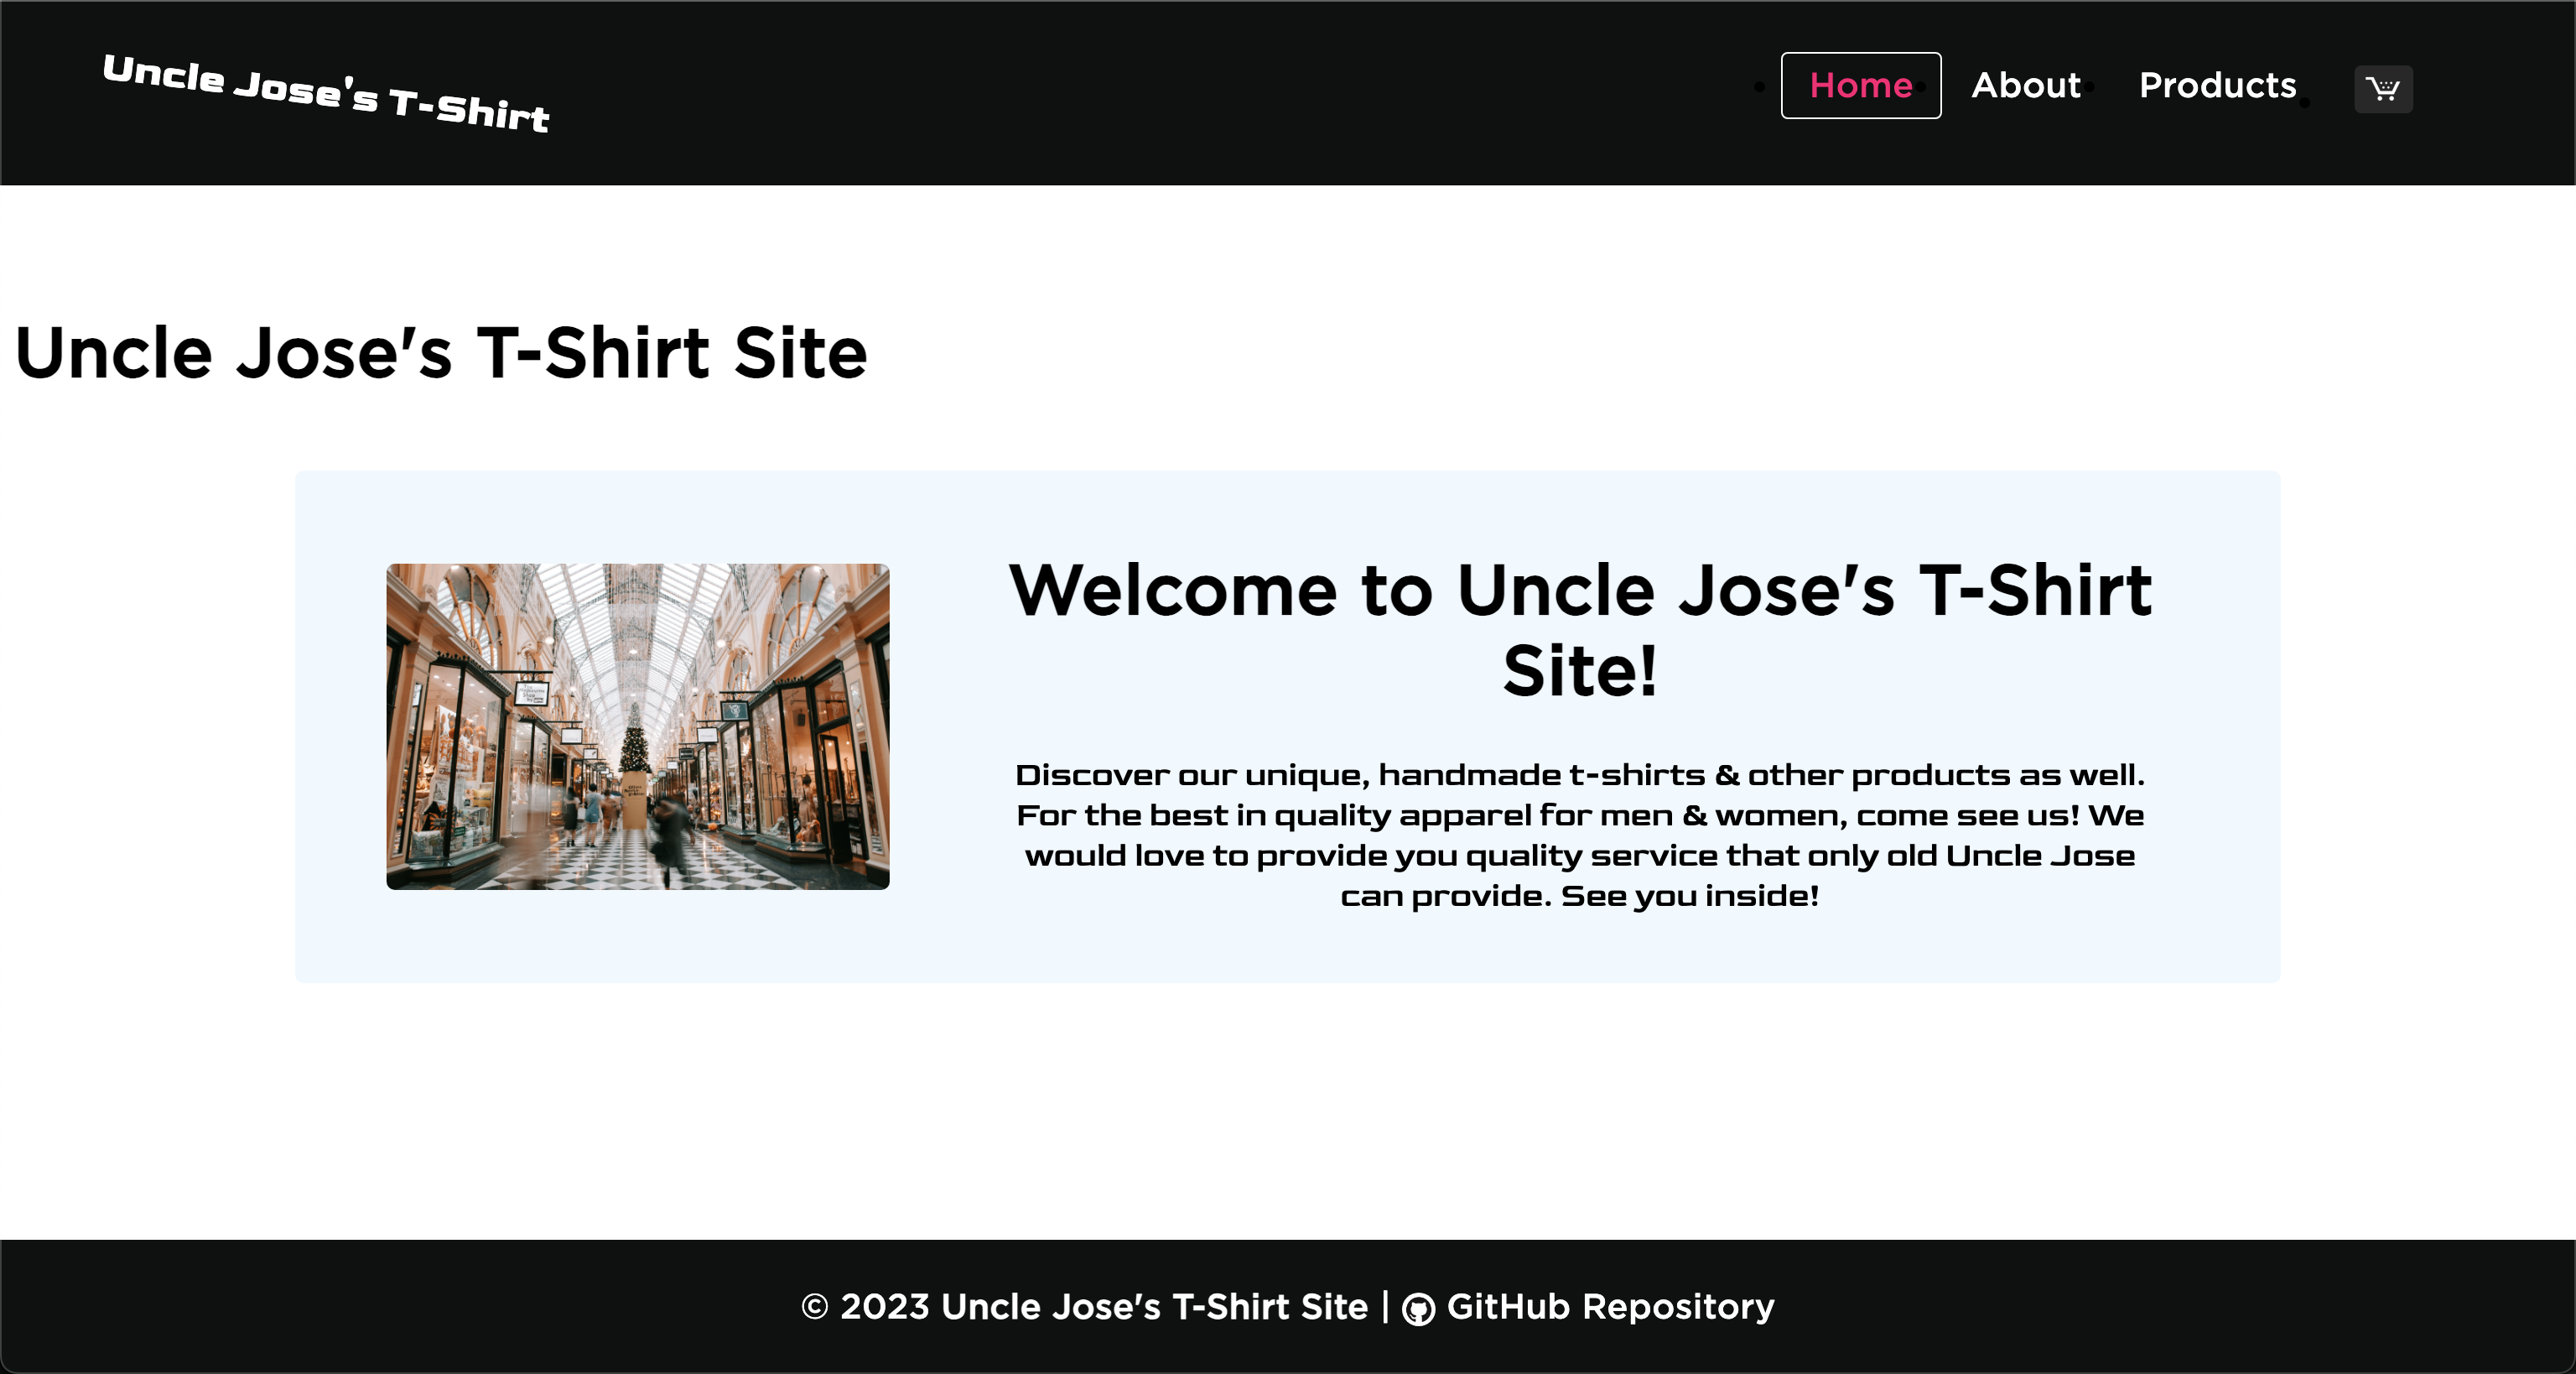 Uncle Jose's T-Shirt
Home
About
Products
Uncle Jose's T-Shirt Site
Welcome to Uncle Jose's T-Shirt
Site!
Discover our unique, handmade t-shirts & other products as well.
For the best in quality apparel for men & women, come see us! We
would love to provide you quality service that only old Uncle Jose
can provide. See you inside!
© 2023 Uncle Jose's T-Shirt Site | GitHub Repository